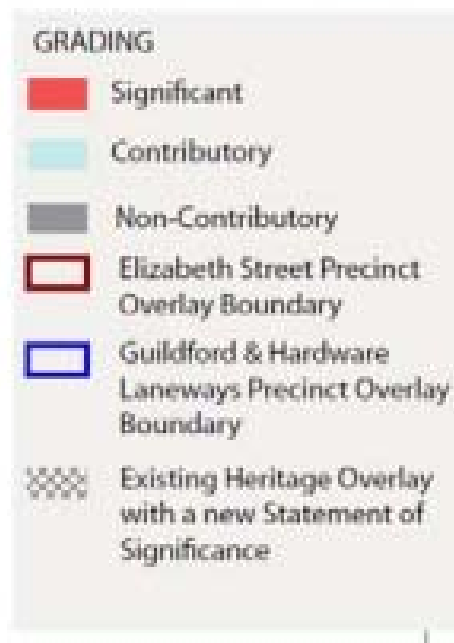 GRADING
Significant
Contributory
Non-Contributory
Elizabeth Street Precinct
Overlay Boundary
Guildford & Hardware
Laneways Precinct Overlay
Boundary
Existing Heritage Overlay
with a new Statement of
Significance